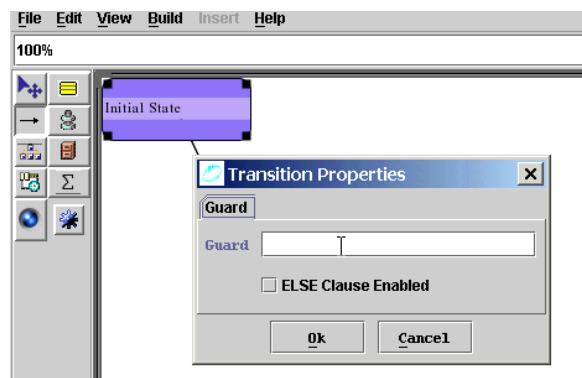 File Edit View Build Insert Help
100%
Initial State
Transition Properties
Guard
Guard
ELSE Clause Enabled
Ok Cancel